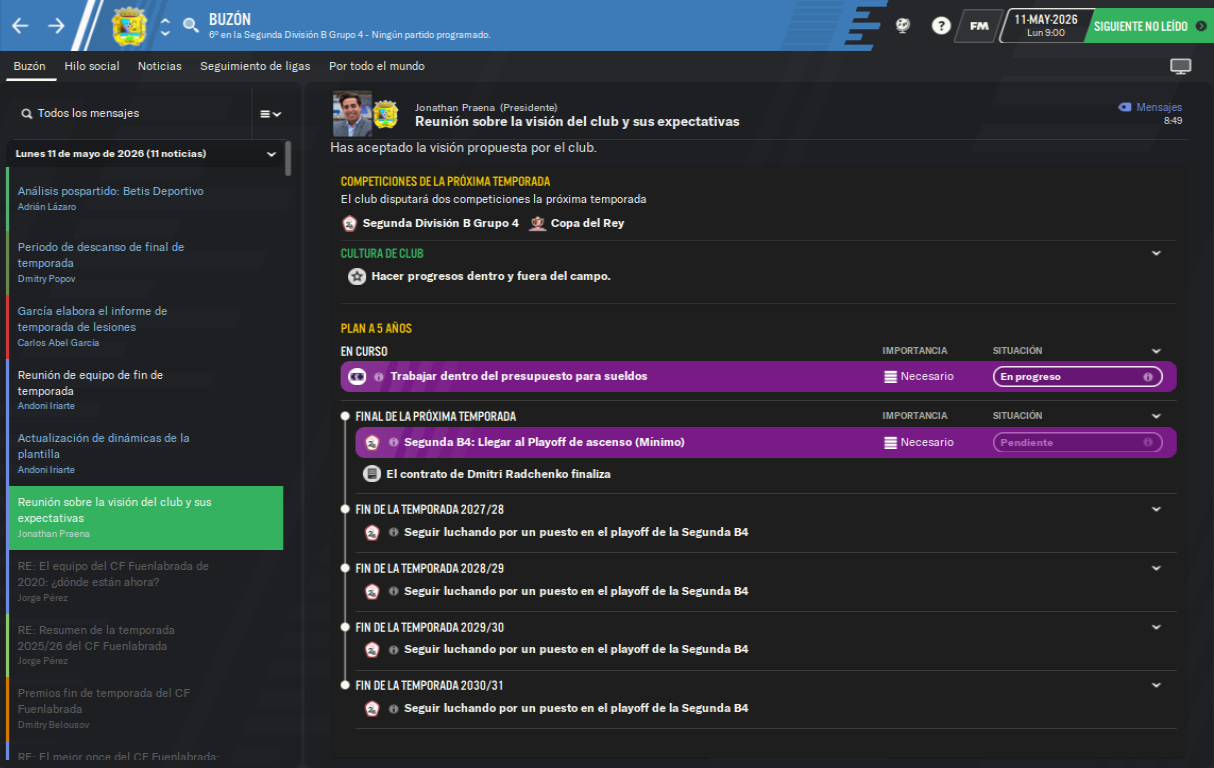 BUZÓN
6º en la Segunda División B Grupo 4 - Ningún partido programado.
?
FM
11-MAY-2026
Lun 9:00
SIGUIENTE NO LEÍDO
Buzón
Hilo social
Noticias
Seguimiento de ligas
Por todo el mundo
Todos los mensajes
Lunes 11 de mayo de 2026 (11 noticias)
Análisis pospartido: Betis Deportivo
Adrián Lázaro
Periodo de descanso de final de
temporada
Dmitry Popov
García elabora el informe de
temporada de lesiones
Carlos Abel García
Reunión de equipo de fin de
temporada
Andoni Iriarte
Actualización de dinámicas de la
plantilla
Andoni Iriarte
Reunión sobre la visión del club y sus
expectativas
Jonathan Praena
RE: El equipo del CF Fuenlabrada de
2020: ¿dónde están ahora?
Jorge Pérez
RE: Resumen de la temporada
2025/26 del CF Fuenlabrada
Jorge Pérez
Premios fin de temporada del CF
Fuenlabrada
Dmitry Belousov
RE: El mejor once del CF Fuenlabrada:
Jonathan Praena (Presidente)
Reunión sobre la visión del club y sus expectativas
Mensajes
8:49
Has aceptado la visión propuesta por el club.
COMPETICIONES DE LA PRÓXIMA TEMPORADA
El club disputará dos competiciones la próxima temporada
Segunda División B Grupo 4 Copa del Rey
CULTURA DE CLUB
Hacer progresos dentro y fuera del campo.
PLAN A 5 AÑOS
EN CURSO IMPORTANCIA SITUACIÓN
Trabajar dentro del presupuesto para sueldos Necesario En progreso
FINAL DE LA PRÓXIMA TEMPORADA IMPORTANCIA SITUACIÓN
Segunda B4: Llegar al Playoff de ascenso (Mínimo) Necesario Pendiente
El contrato de Dmitri Radchenko finaliza
FIN DE LA TEMPORADA 2027/28
Seguir luchando por un puesto en el playoff de la Segunda B4
FIN DE LA TEMPORADA 2028/29
Seguir luchando por un puesto en el playoff de la Segunda B4
FIN DE LA TEMPORADA 2029/30
Seguir luchando por un puesto en el playoff de la Segunda B4
FIN DE LA TEMPORADA 2030/31
Seguir luchando por un puesto en el playoff de la Segunda B4